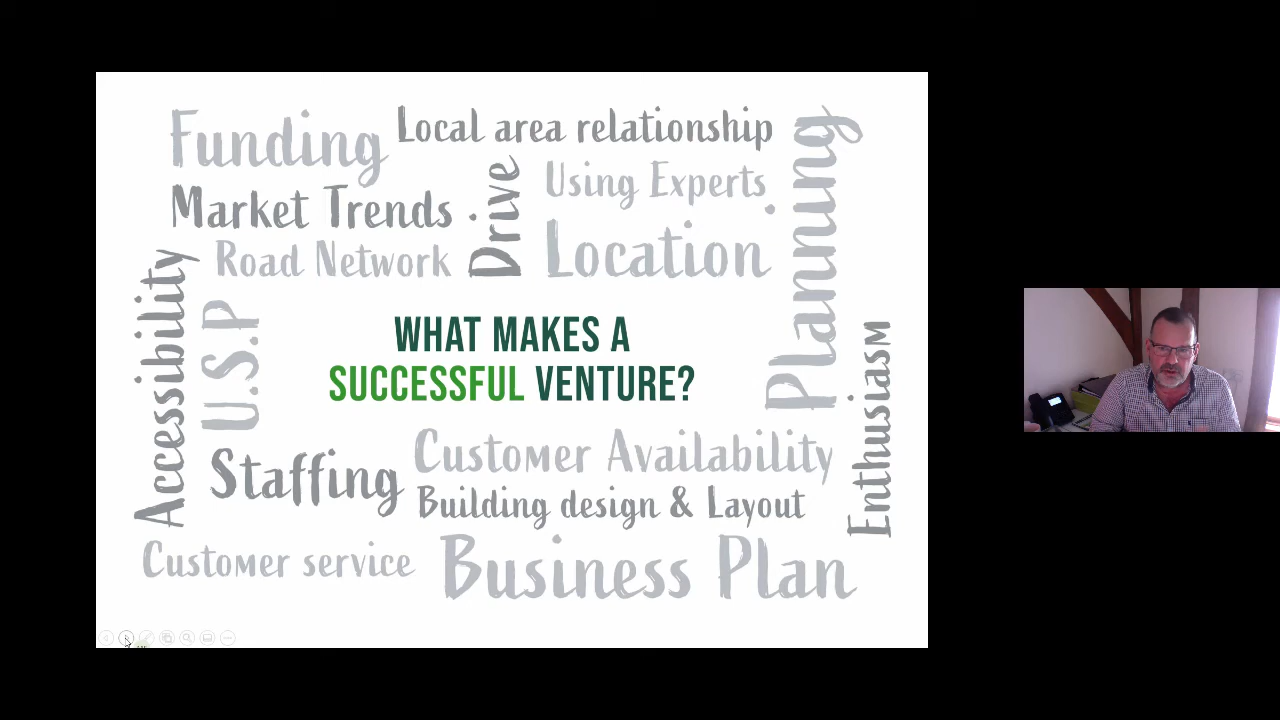 Funding
Local area relationship
Planning
Market Trends
Drive
Using Experts
Road Network
Location
Accessibility
U.S.P
WHAT MAKES A
SUCCESSFUL VENTURE?
Enthusiasm
Staffing
Customer Availability
Building design & Layout
Customer service
Business Plan